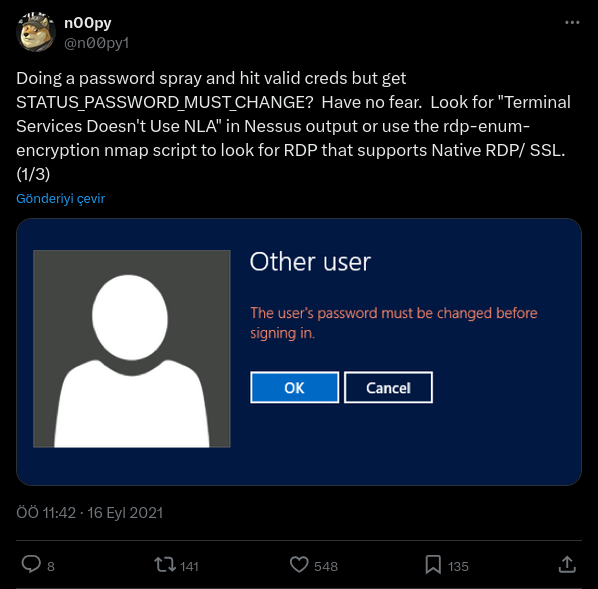 n00py
@n00py1
Doing a password spray and hit valid creds but get
STATUS_PASSWORD_MUST_CHANGE?  Have no fear.  Look for "Terminal
Services Doesn't Use NLA" in Nessus output or use the rdp-enum-
encryption nmap script to look for RDP that supports Native RDP/ SSL.
(1/3)
Gönderiyi çevir
Other user
The user's password must be changed before
signing in.
OK Cancel
ÖÖ 11:42 · 16 Eyl 2021
8 141 548 135